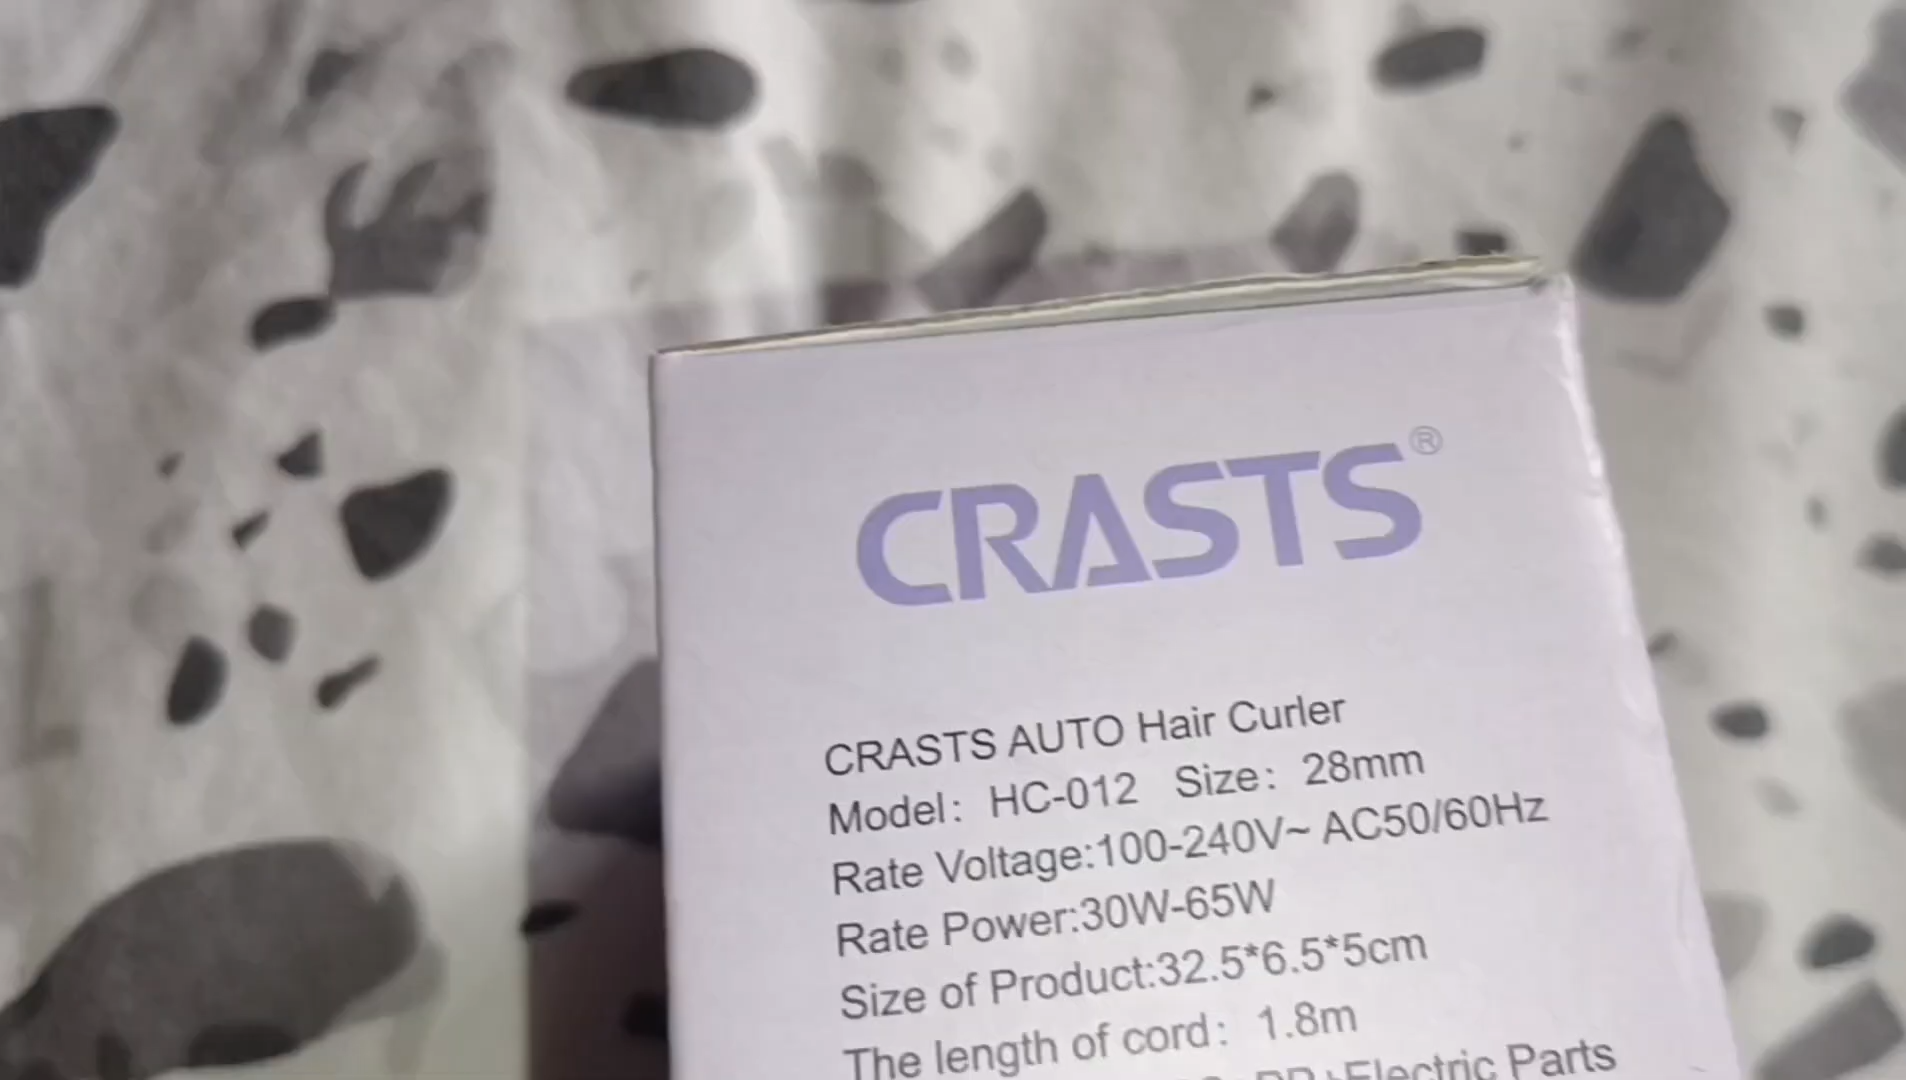 CRASTS®
CRASTS AUTO Hair Curler
Model: HC-012 Size: 28mm
Rate Voltage:100-240V~ AC50/60Hz
Rate Power:30W-65W
Size of Product:32.5*6.5*5cm
The length of cord: 1.8m
Electric Parts